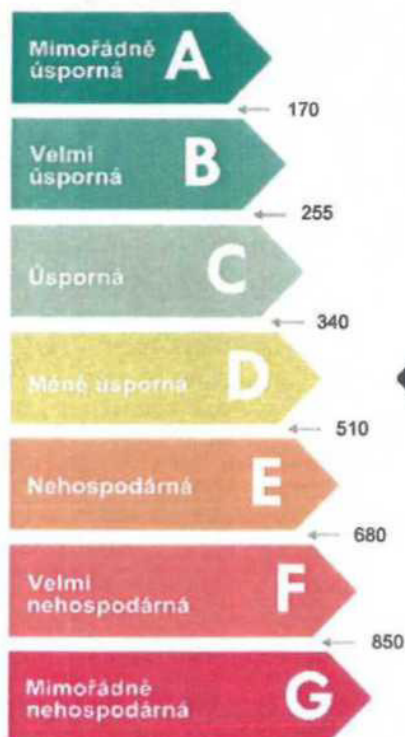 Mimořádně
úsporná A
170
Velmi
úsporná B
255
Úsporná C
340
Méně úsporná D
510
Nehospodárná E
680
Velmi
nehospodárná F
850
Mimořádně
nehospodárná G